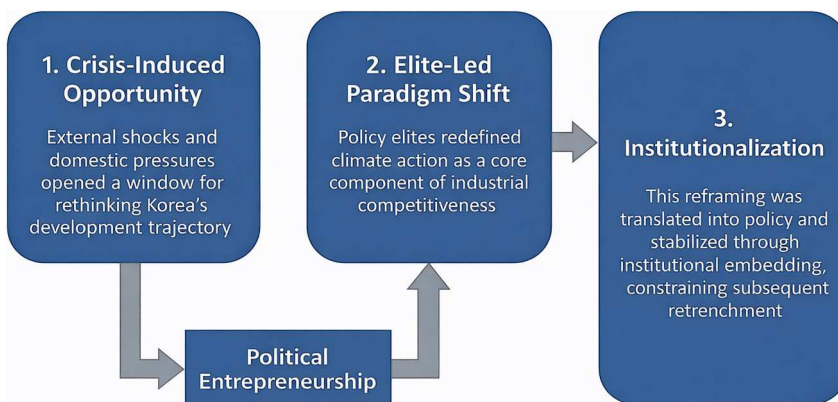 1. Crisis-Induced
Opportunity
External shocks and
domestic pressures
opened a window for
rethinking Korea's
development trajectory
Political
Entrepreneurship
2. Elite-Led
Paradigm Shift
Policy elites redefined
climate action as a core
component of industrial
competitiveness
3.
Institutionalization
This reframing was
translated into policy and
stabilized through
institutional embedding,
constraining subsequent
retrenchment